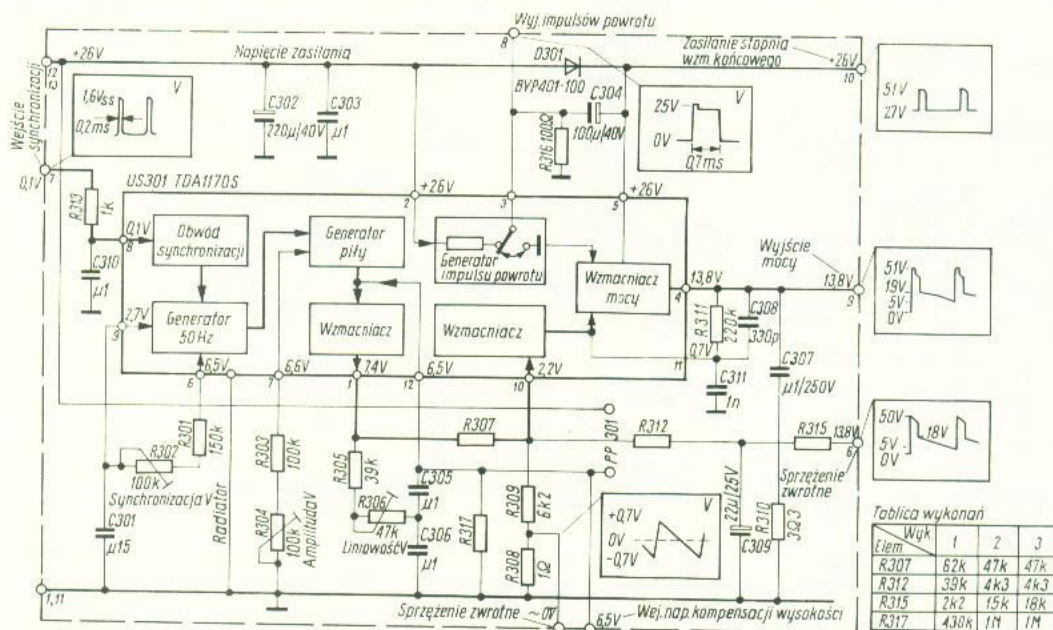 Wyj. impulsów powrotu
8
12
13
+26V
Napięcie zasilania
D301
BYP401-100
Zasilanie stopnia
wzm. końcowego
+26V
10
51V
27V
Wejście
synchronizacji
1,6Vss
0,2ms
V
C302
220µ/40V
C303
µ1
C304
100µ/40V
R316 100Ω
V
25V
0V
0,7ms
0,1V
7
R313
1k
US301 TDA1170S
+26V
2
3
5
+26V
0,1V
8
Obwód
synchronizacji
Generator
piły
Generator
impulsu powrotu
Wzmacniacz
mocy
13,8V
4
Wyjście
mocy
13,8V
9
51V
19V
5V
0V
C310
µ1
2,7V
9
Generator
50 Hz
Wzmacniacz
Wzmacniacz
R311
220k
C308
330p
0,7V
11
C307
µ1/250V
6,5V
6
6,6V
7
7,4V
1
6,5V
12
2,2V
10
C311
1n
R301
150k
R302
100k
Synchronizacja V
R303
100k
R305
39k
R307
PP 301
R312
R315
13,8V
6
50V
18V
5V
0V
Sprzężenie
zwrotne
C301
µ15
Radiator
R304
100k
Amplituda V
R306
47k
Liniowość V
C305
µ1
C306
µ1
R317
R309
6k2
R308
1Ω
V
+0,7V
0V
-0,7V
22µ/25V
C309
R310
3Ω3
1,11
Sprzężenie zwrotne ~0V
6,5V
Wej. nap. kompensacji wysokości
Tablica wykonań
Elem. Wyk. 1 2 3
R307 62k 47k 47k
R312 39k 4k3 4k3
R315 2k2 15k 18k
R317 430k 1M 1M